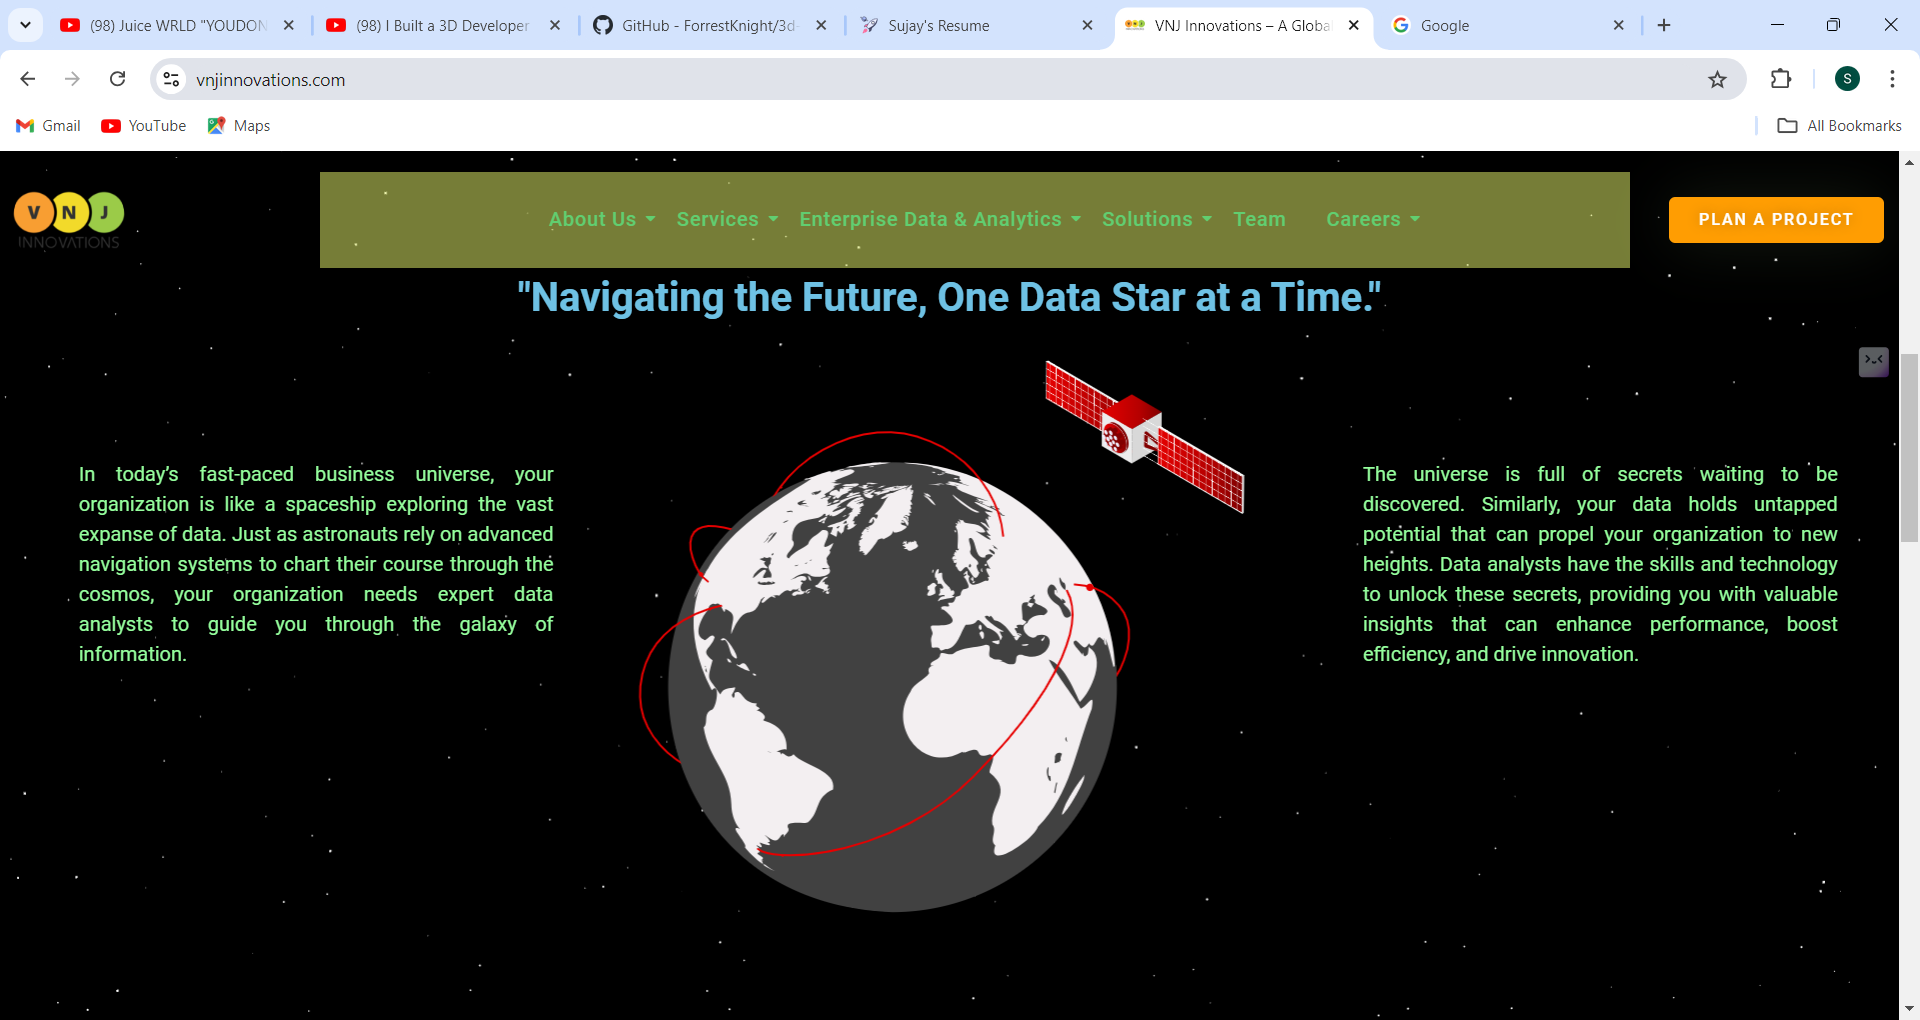 (98) Juice WRLD "YOUDON
(98) I Built a 3D Developer
GitHub - ForrestKnight/3d-
Sujay's Resume
VNJ Innovations – A Global
Google
vnjinnovations.com
S
Gmail
YouTube
Maps
All Bookmarks
V N J
INNOVATIONS
About Us
Services
Enterprise Data & Analytics
Solutions
Team
Careers
PLAN A PROJECT
"Navigating the Future, One Data Star at a Time."
In today’s fast-paced business universe, your
organization is like a spaceship exploring the vast
expanse of data. Just as astronauts rely on advanced
navigation systems to chart their course through the
cosmos, your organization needs expert data
analysts to guide you through the galaxy of
information.
The universe is full of secrets waiting to be
discovered. Similarly, your data holds untapped
potential that can propel your organization to new
heights. Data analysts have the skills and technology
to unlock these secrets, providing you with valuable
insights that can enhance performance, boost
efficiency, and drive innovation.